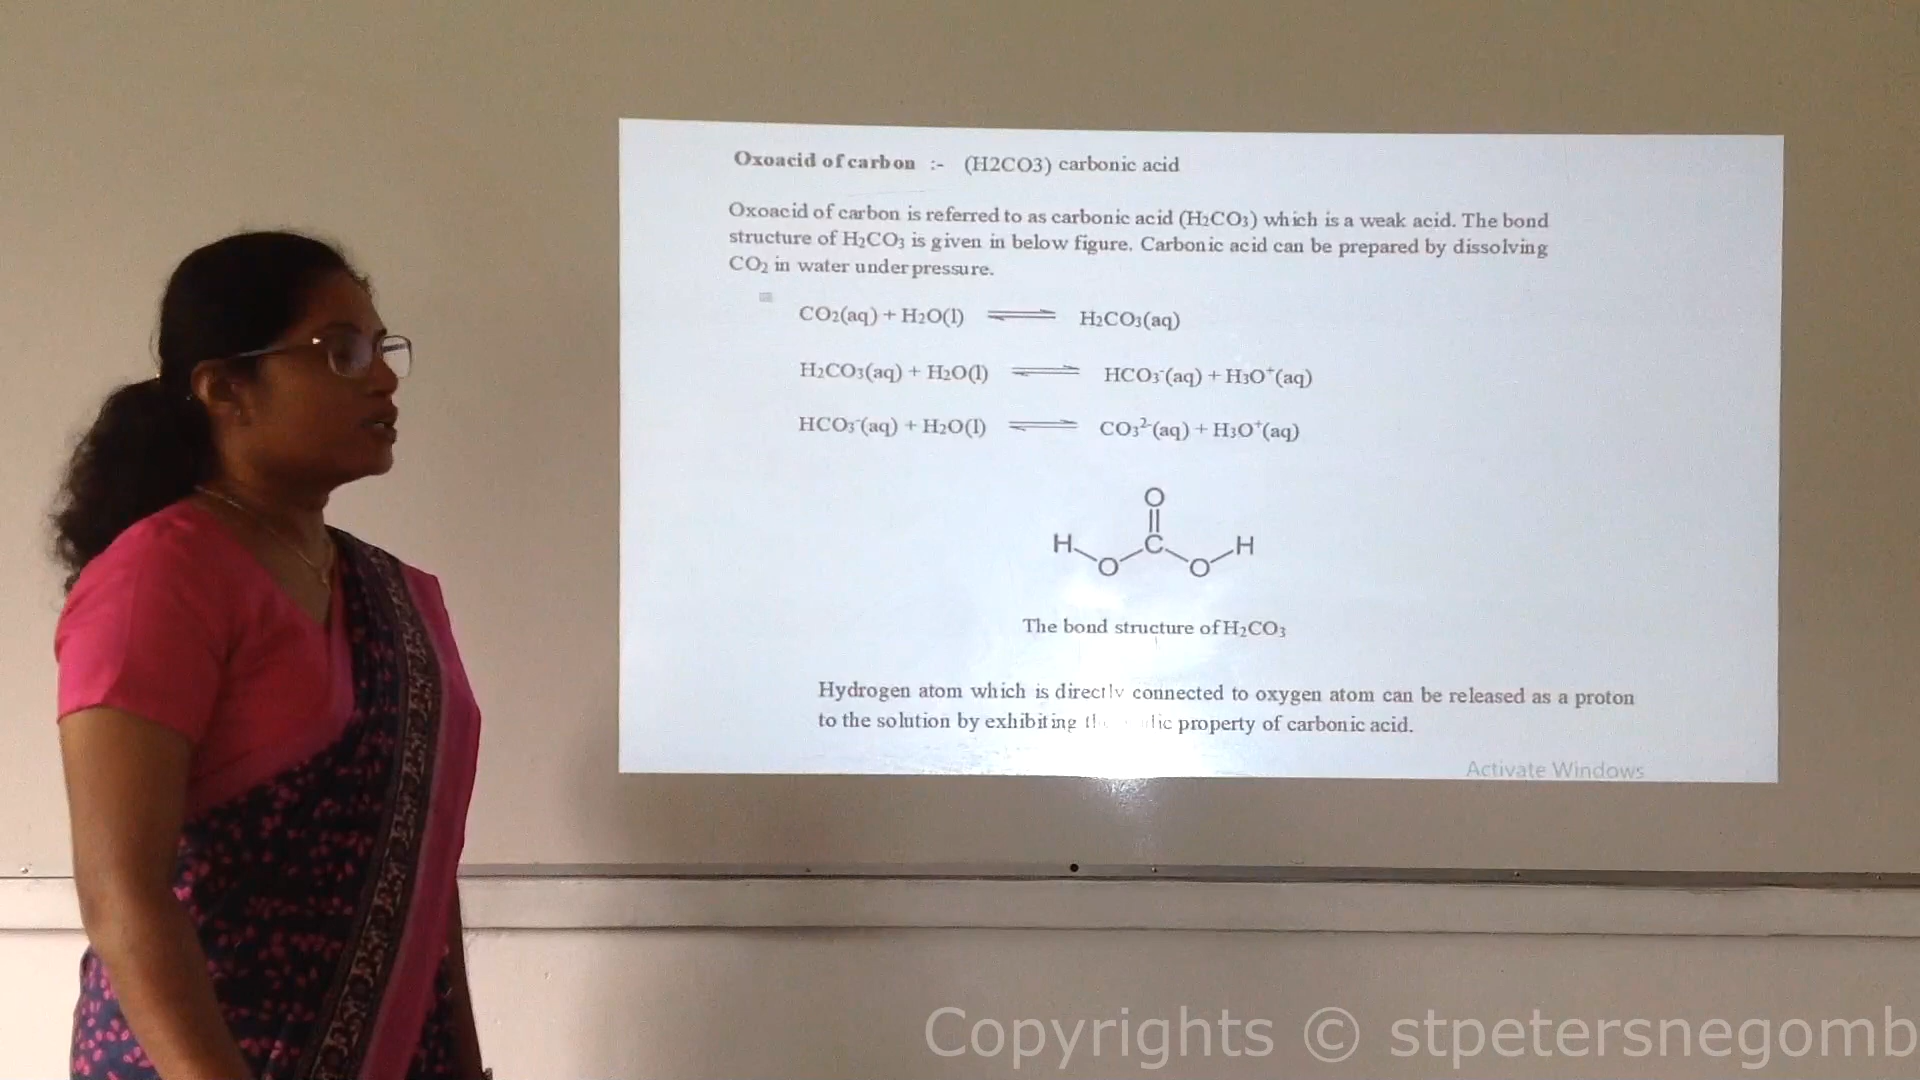 Oxoacid of carbon :- (H2CO3) carbonic acid
Oxoacid of carbon is referred to as carbonic acid (H₂CO₃) which is a weak acid. The bond
structure of H₂CO₃ is given in below figure. Carbonic acid can be prepared by dissolving
CO₂ in water under pressure.
CO₂(aq) + H₂O(l) ⇌ H₂CO₃(aq)
H₂CO₃(aq) + H₂O(l) ⇌ HCO₃⁻(aq) + H₃O⁺(aq)
HCO₃⁻(aq) + H₂O(l) ⇌ CO₃²⁻(aq) + H₃O⁺(aq)
O
H C H
O O
The bond structure of H₂CO₃
Hydrogen atom which is directly connected to oxygen atom can be released as a proton
to the solution by exhibiting property of carbonic acid.
Activate Windows
Copyrights © stpetersnegomb